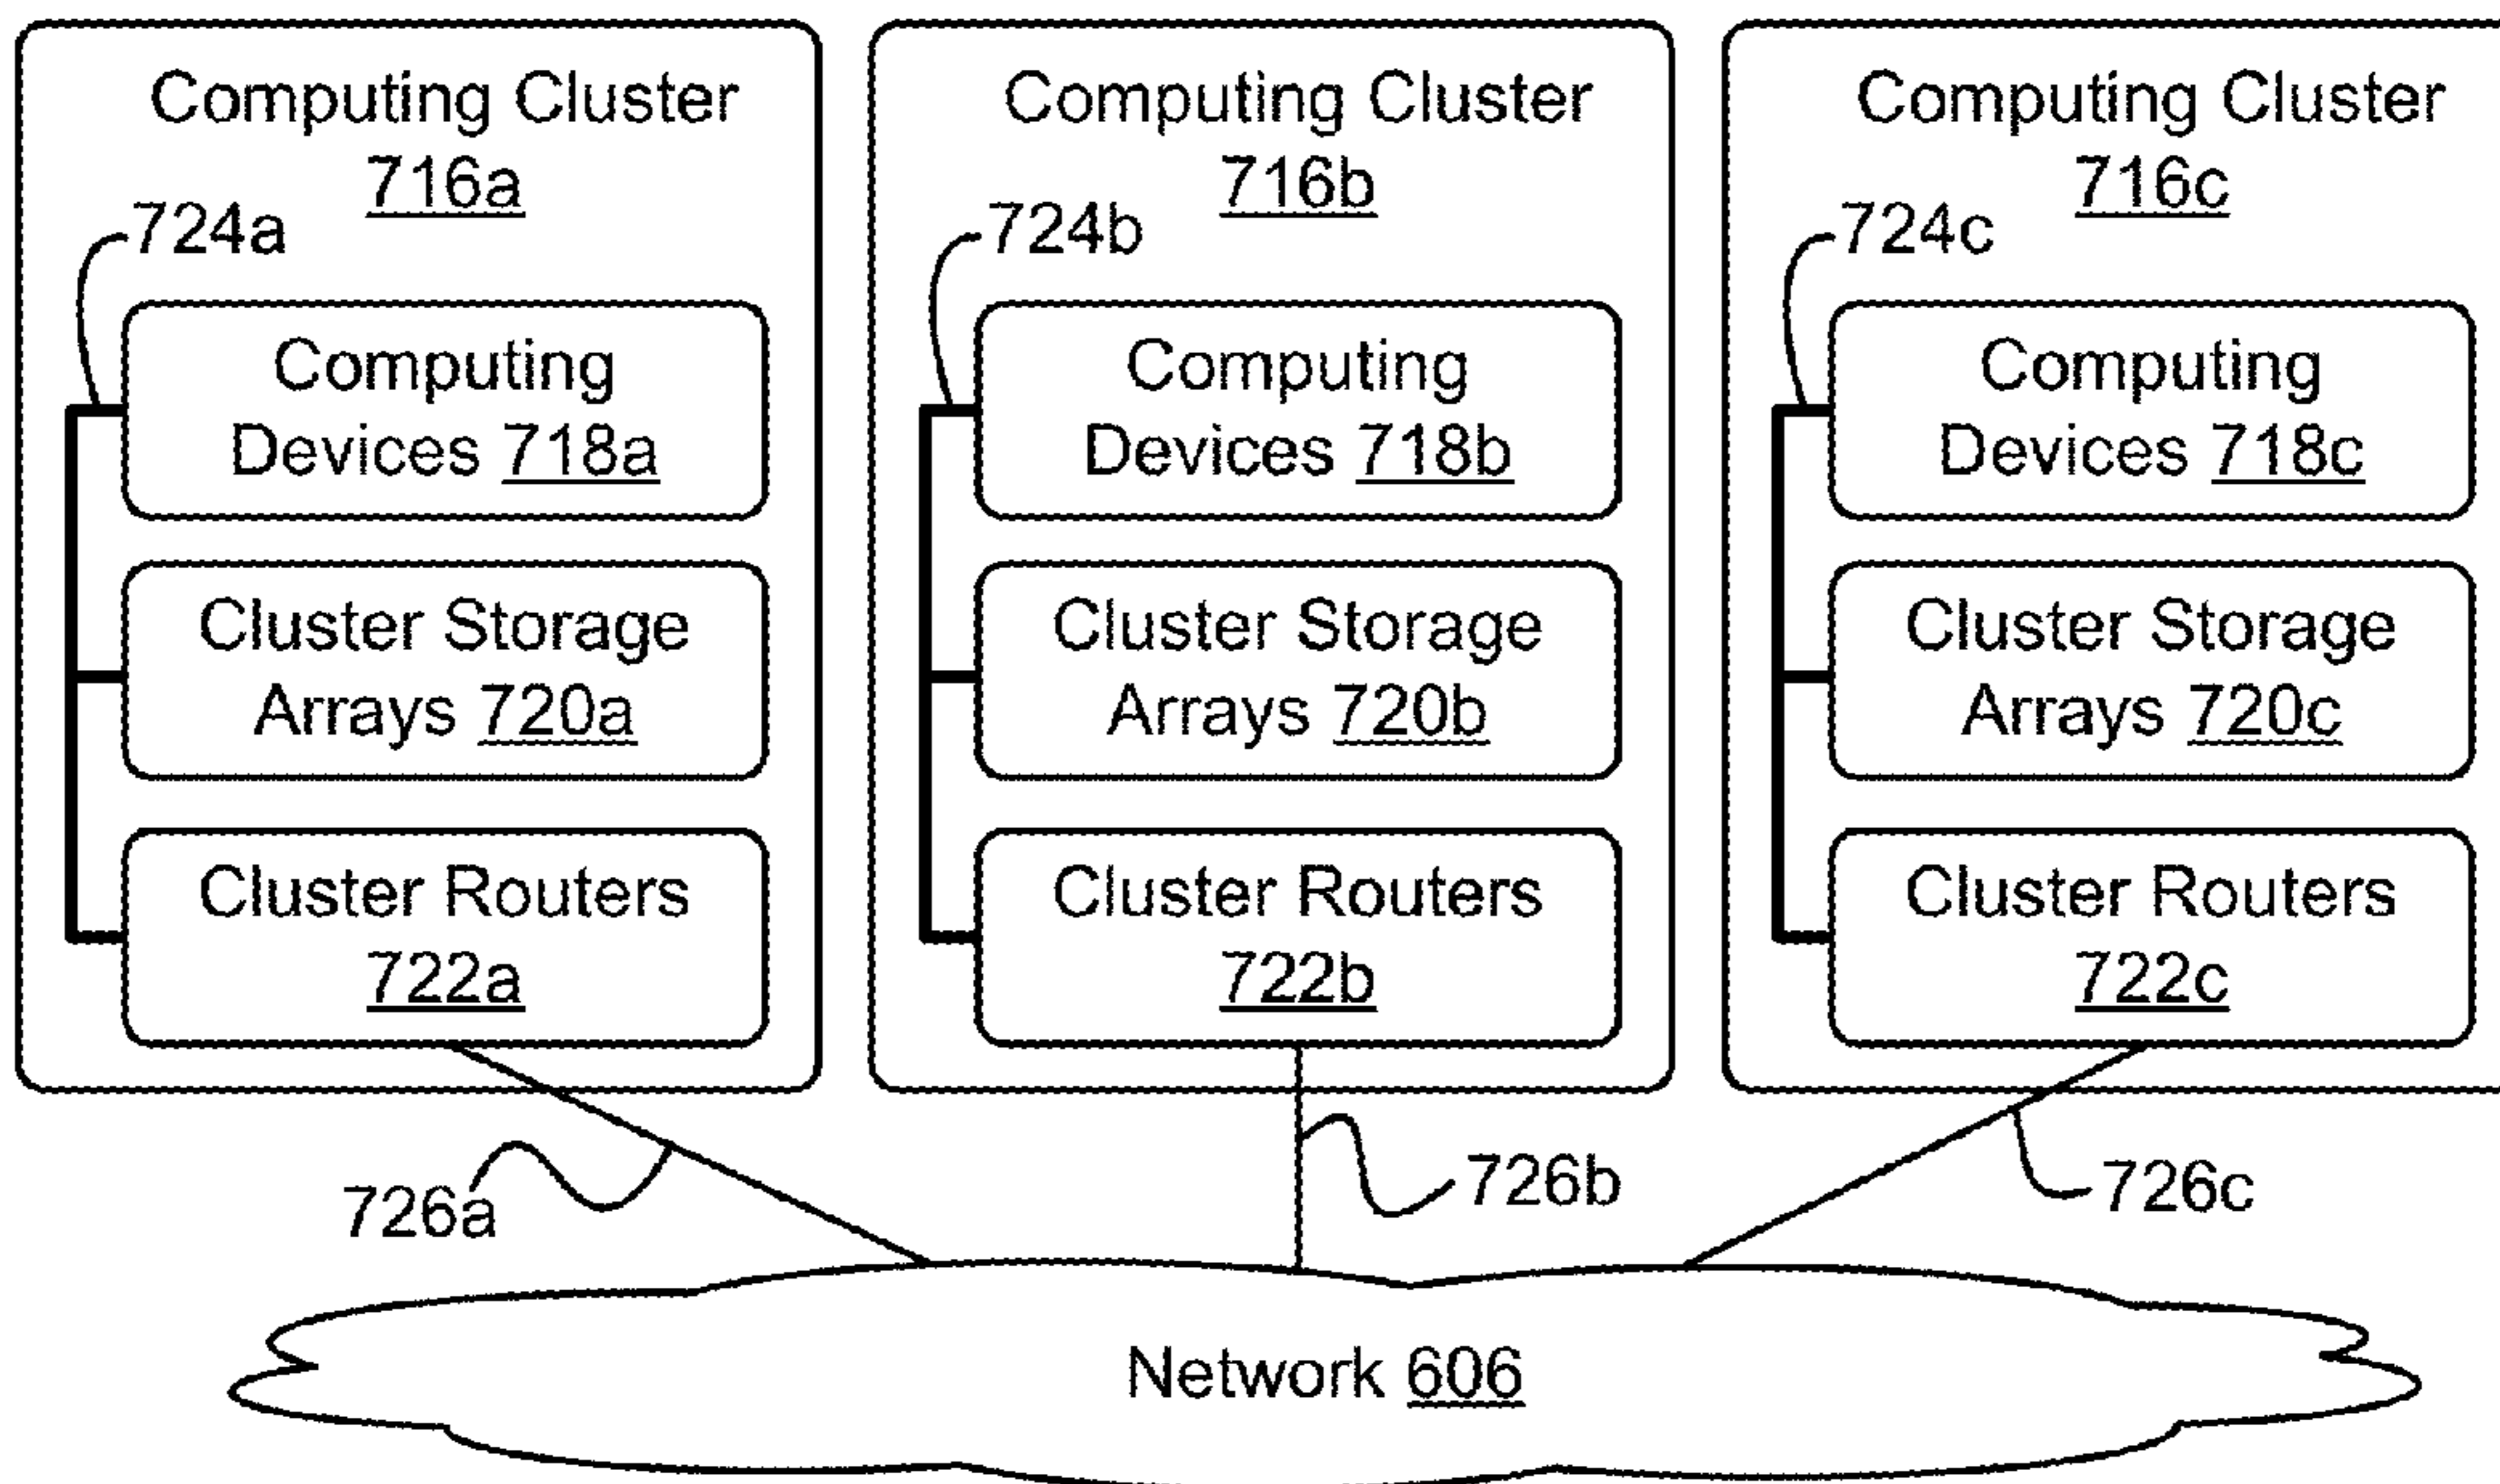 Computing Cluster
716a
724a
Computing
Devices 718a
Cluster Storage
Arrays 720a
Cluster Routers
722a
Computing Cluster
716b
724b
Computing
Devices 718b
Cluster Storage
Arrays 720b
Cluster Routers
722b
Computing Cluster
716c
724c
Computing
Devices 718c
Cluster Storage
Arrays 720c
Cluster Routers
722c
726a
726b
726c
Network 606